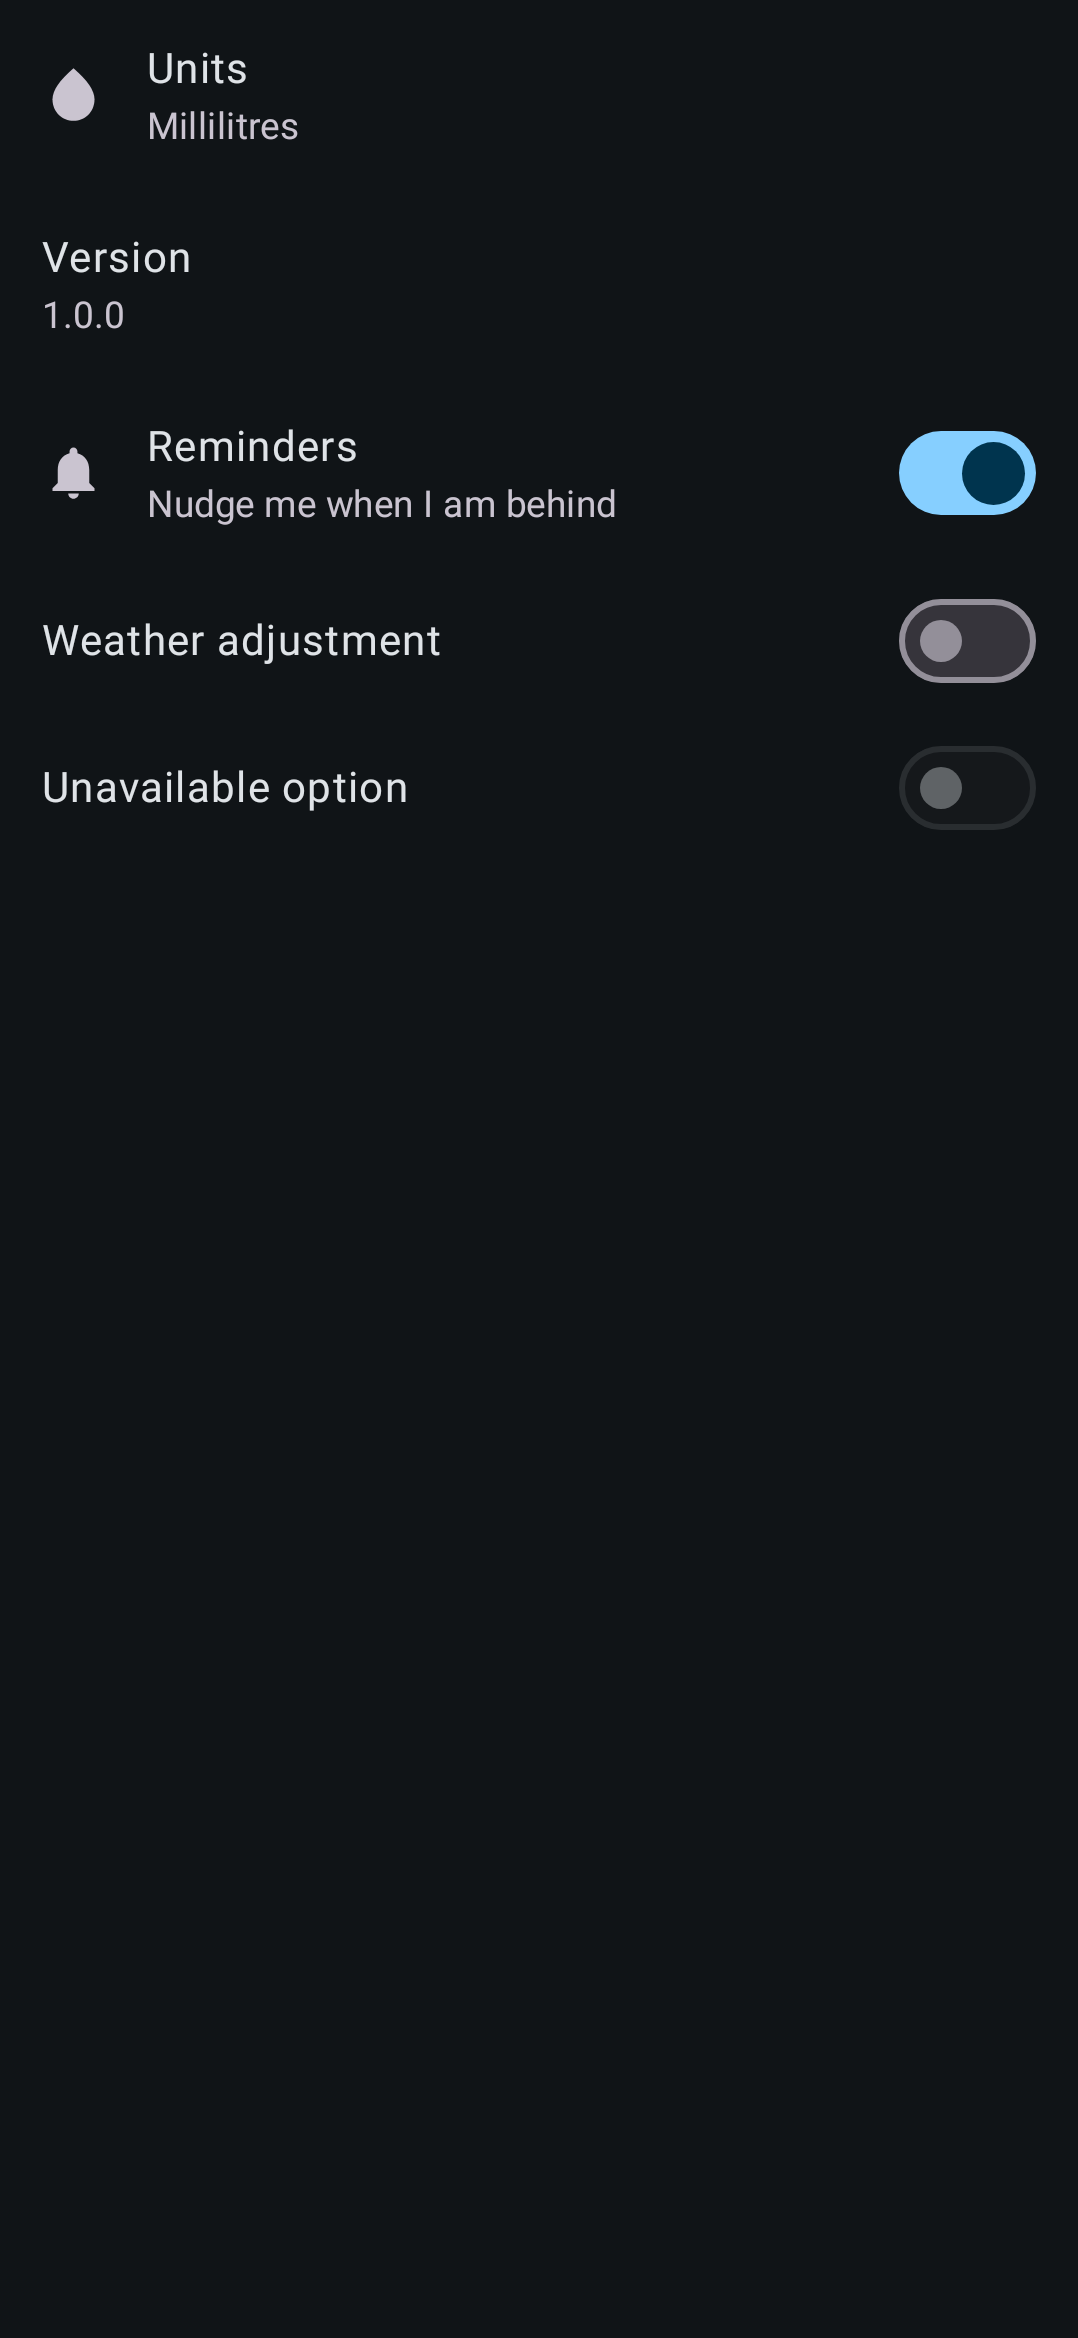 Units
Millilitres
Version
1.0.0
Reminders
Nudge me when I am behind
Weather adjustment
Unavailable option